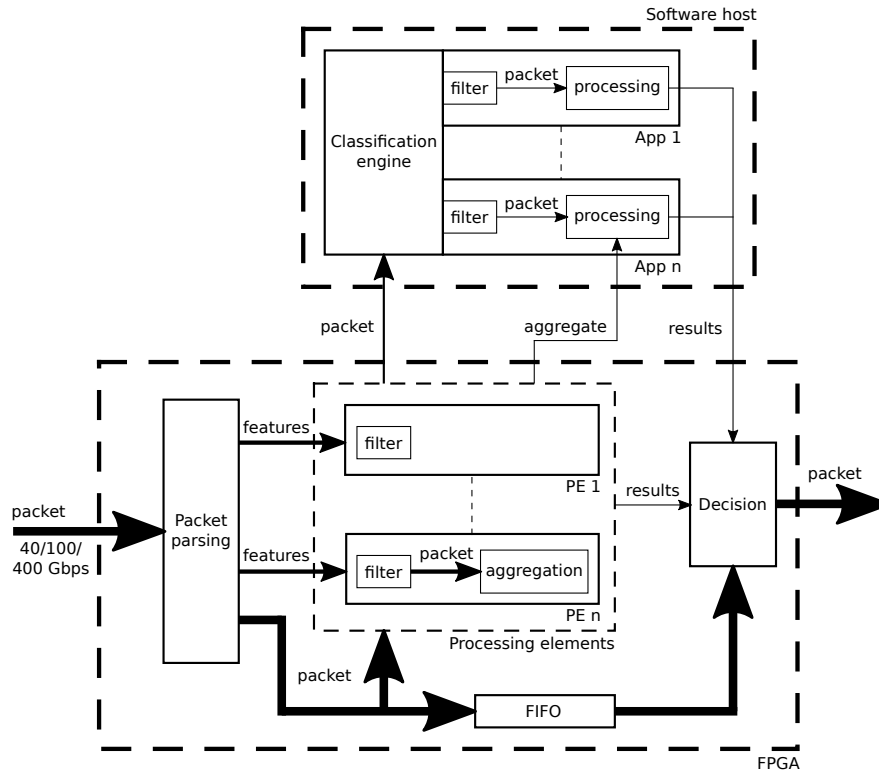 Software host
Classification
engine
filter
packet
processing
App 1
filter
packet
processing
App n
packet
aggregate
results
features
filter
PE 1
packet
40/100/
400 Gbps
Packet
parsing
results
Decision
packet
features
filter
packet
aggregation
PE n
Processing elements
packet
FIFO
FPGA